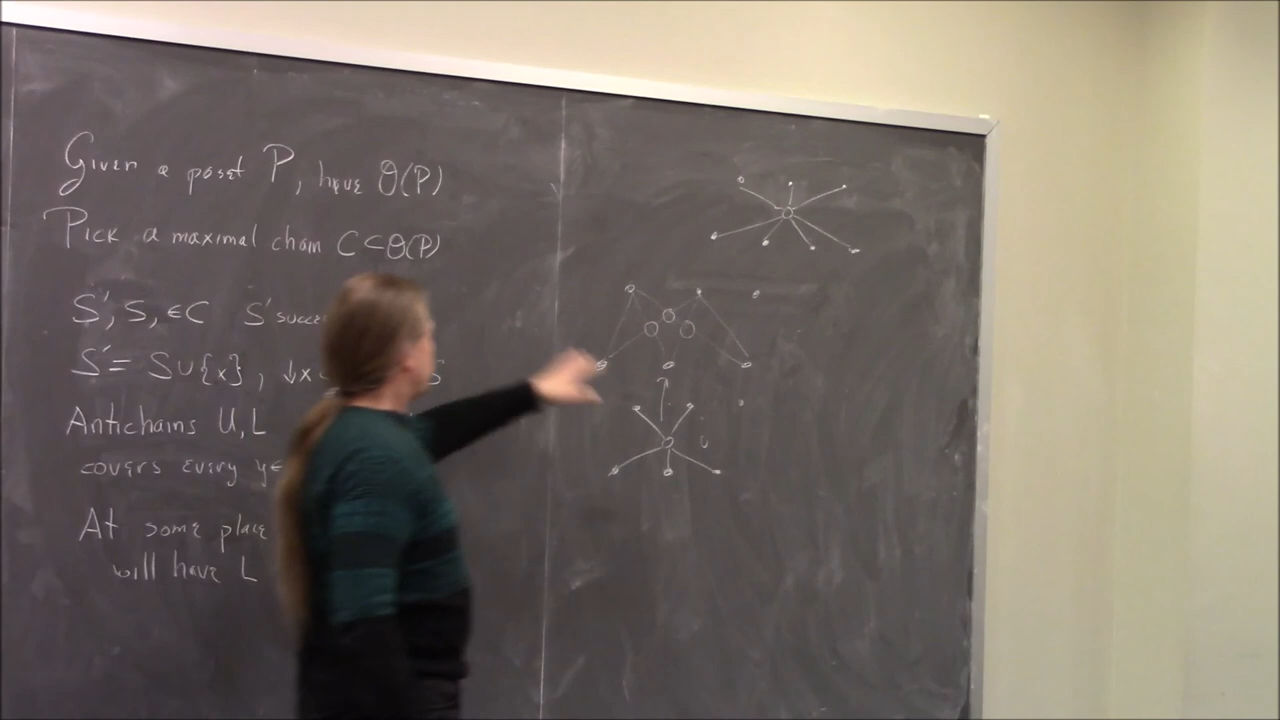 Given a poset P, have O(P)
Pick a maximal chain C⊂O(P)
S', S, ∈C S' succe
S' = S∪{x}, ↓x S
Antichains U, L
covers every y∈
At some place
will have L